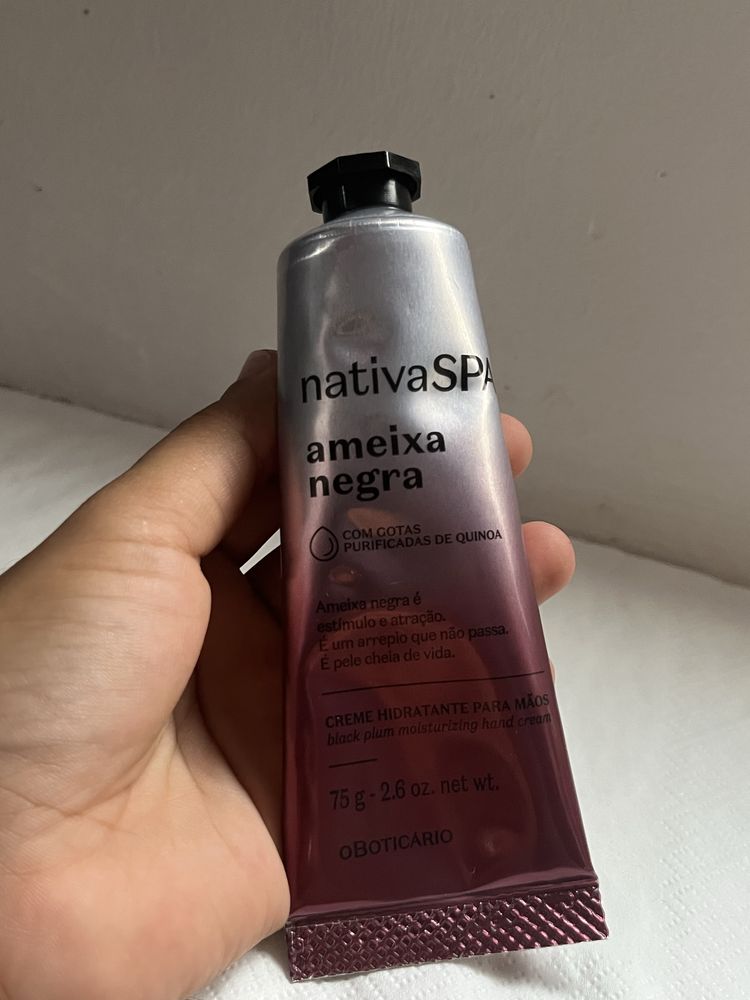 nativaSPA
ameixa
negra
COM GOTAS
PURIFICADAS DE QUINOA
Ameixa negra é
estímulo e atração.
É um arrepio que não passa.
É pele cheia de vida.
CREME HIDRATANTE PARA MÃOS
black plum moisturizing hand cream
75 g - 2.6 oz. net wt.
oBOTICÁRIO